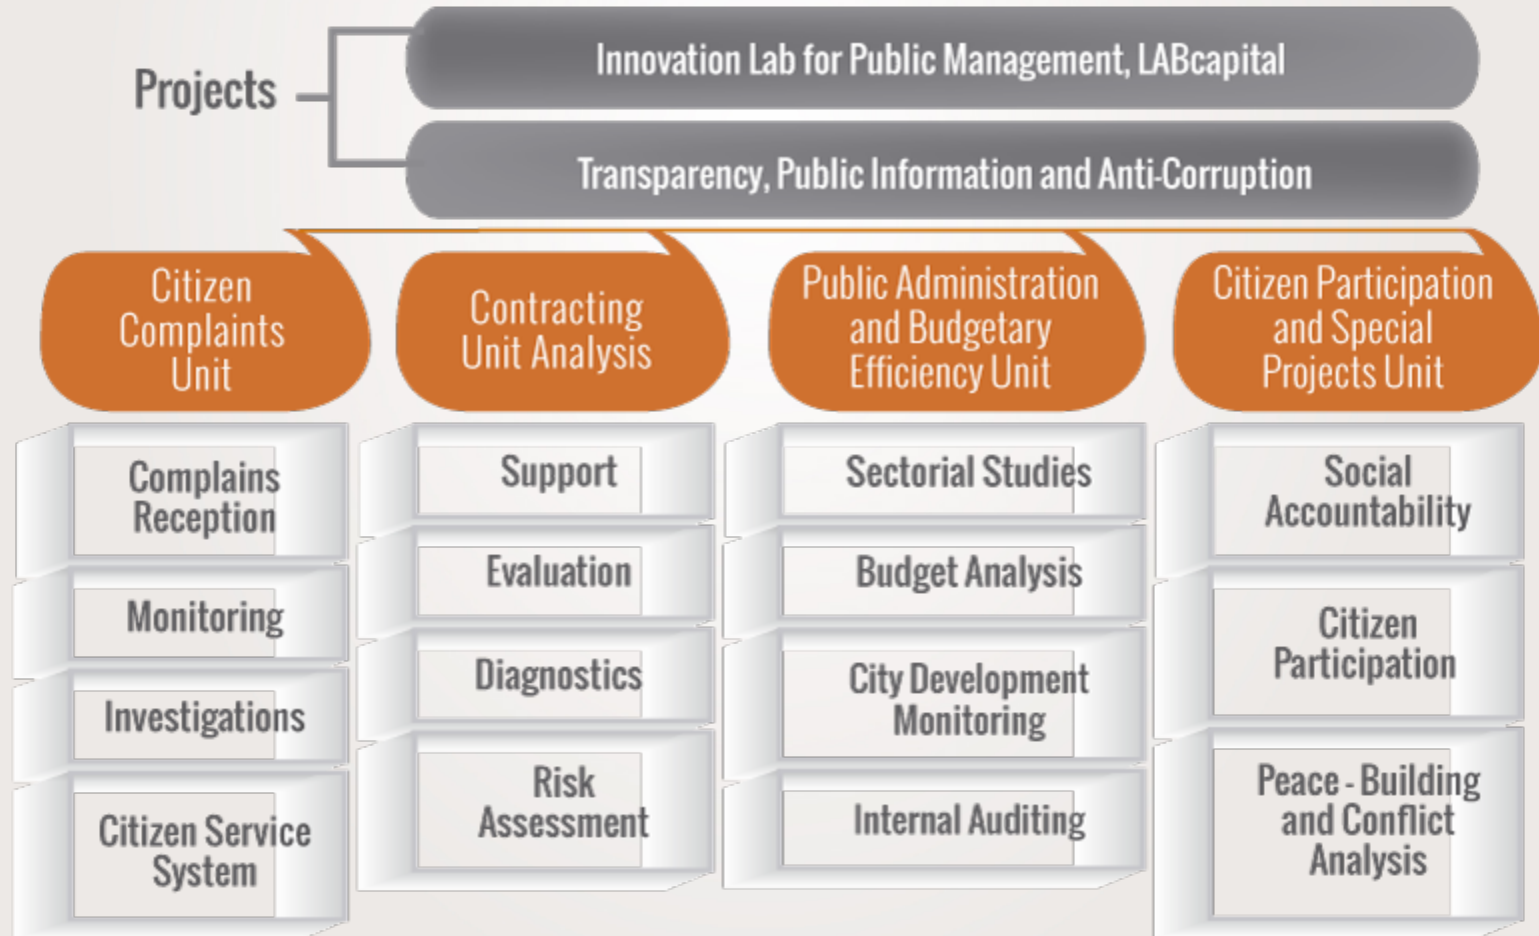 Projects
Innovation Lab for Public Management, LABcapital
Transparency, Public Information and Anti-Corruption
Citizen
Complaints
Unit
Complains
Reception
Monitoring
Investigations
Citizen Service
System
Contracting
Unit Analysis
Support
Evaluation
Diagnostics
Risk
Assessment
Public Administration
and Budgetary
Efficiency Unit
Sectorial Studies
Budget Analysis
City Development
Monitoring
Internal Auditing
Citizen Participation
and Special
Projects Unit
Social
Accountability
Citizen
Participation
Peace - Building
and Conflict
Analysis